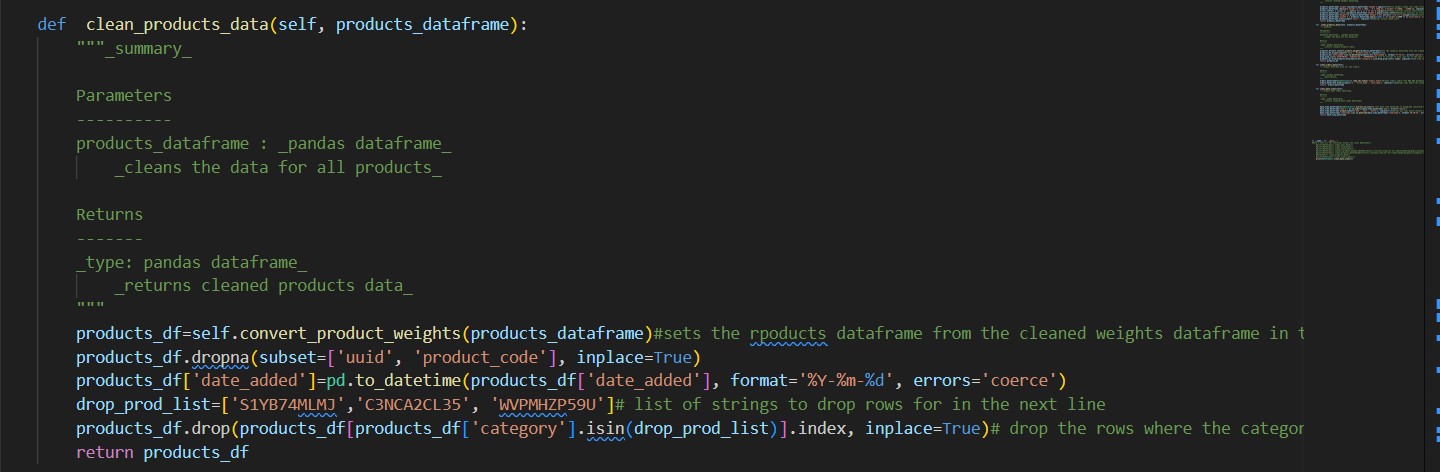 def  clean_products_data(self, products_dataframe):
"""_summary_
Parameters
----------
products_dataframe : _pandas dataframe_
_cleans the data for all products_
Returns
-------
_type: pandas dataframe_
_returns cleaned products data_
"""
products_df=self.convert_product_weights(products_dataframe)#sets the rpoducts dataframe from the cleaned weights dataframe in t
products_df.dropna(subset=['uuid', 'product_code'], inplace=True)
products_df['date_added']=pd.to_datetime(products_df['date_added'], format='%Y-%m-%d', errors='coerce')
drop_prod_list=['S1YB74MLMJ','C3NCA2CL35', 'WVPMHZP59U']# list of strings to drop rows for in the next line
products_df.drop(products_df[products_df['category'].isin(drop_prod_list)].index, inplace=True)# drop the rows where the categor
return products_df